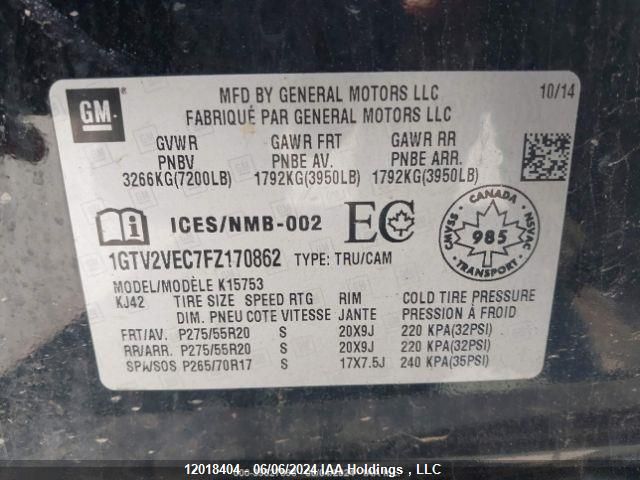 GM
MFD BY GENERAL MOTORS LLC
FABRIQUÉ PAR GENERAL MOTORS LLC
10/14
GVWR GAWR FRT GAWR RR
PNBV PNBE AV. PNBE ARR.
3266KG(7200LB) 1792KG(3950LB) 1792KG(3950LB)
ICES/NMB-002
EC
CANADA
CMVSS 985 NSVAC
TRANSPORT
1GTV2VEC7FZ170862 TYPE: TRU/CAM
MODEL/MODÈLE K15753
KJ42 TIRE SIZE SPEED RTG RIM COLD TIRE PRESSURE
DIM. PNEU COTE VITESSE JANTE PRESSION À FROID
FRT/AV. P275/55R20 S 20X9J 220 KPA(32PSI)
RR/ARR. P275/55R20 S 20X9J 220 KPA(32PSI)
SPA/SOS P265/70R17 S 17X7.5J 240 KPA(35PSI)
12018404 - 06/06/2024 IAA Holdings , LLC